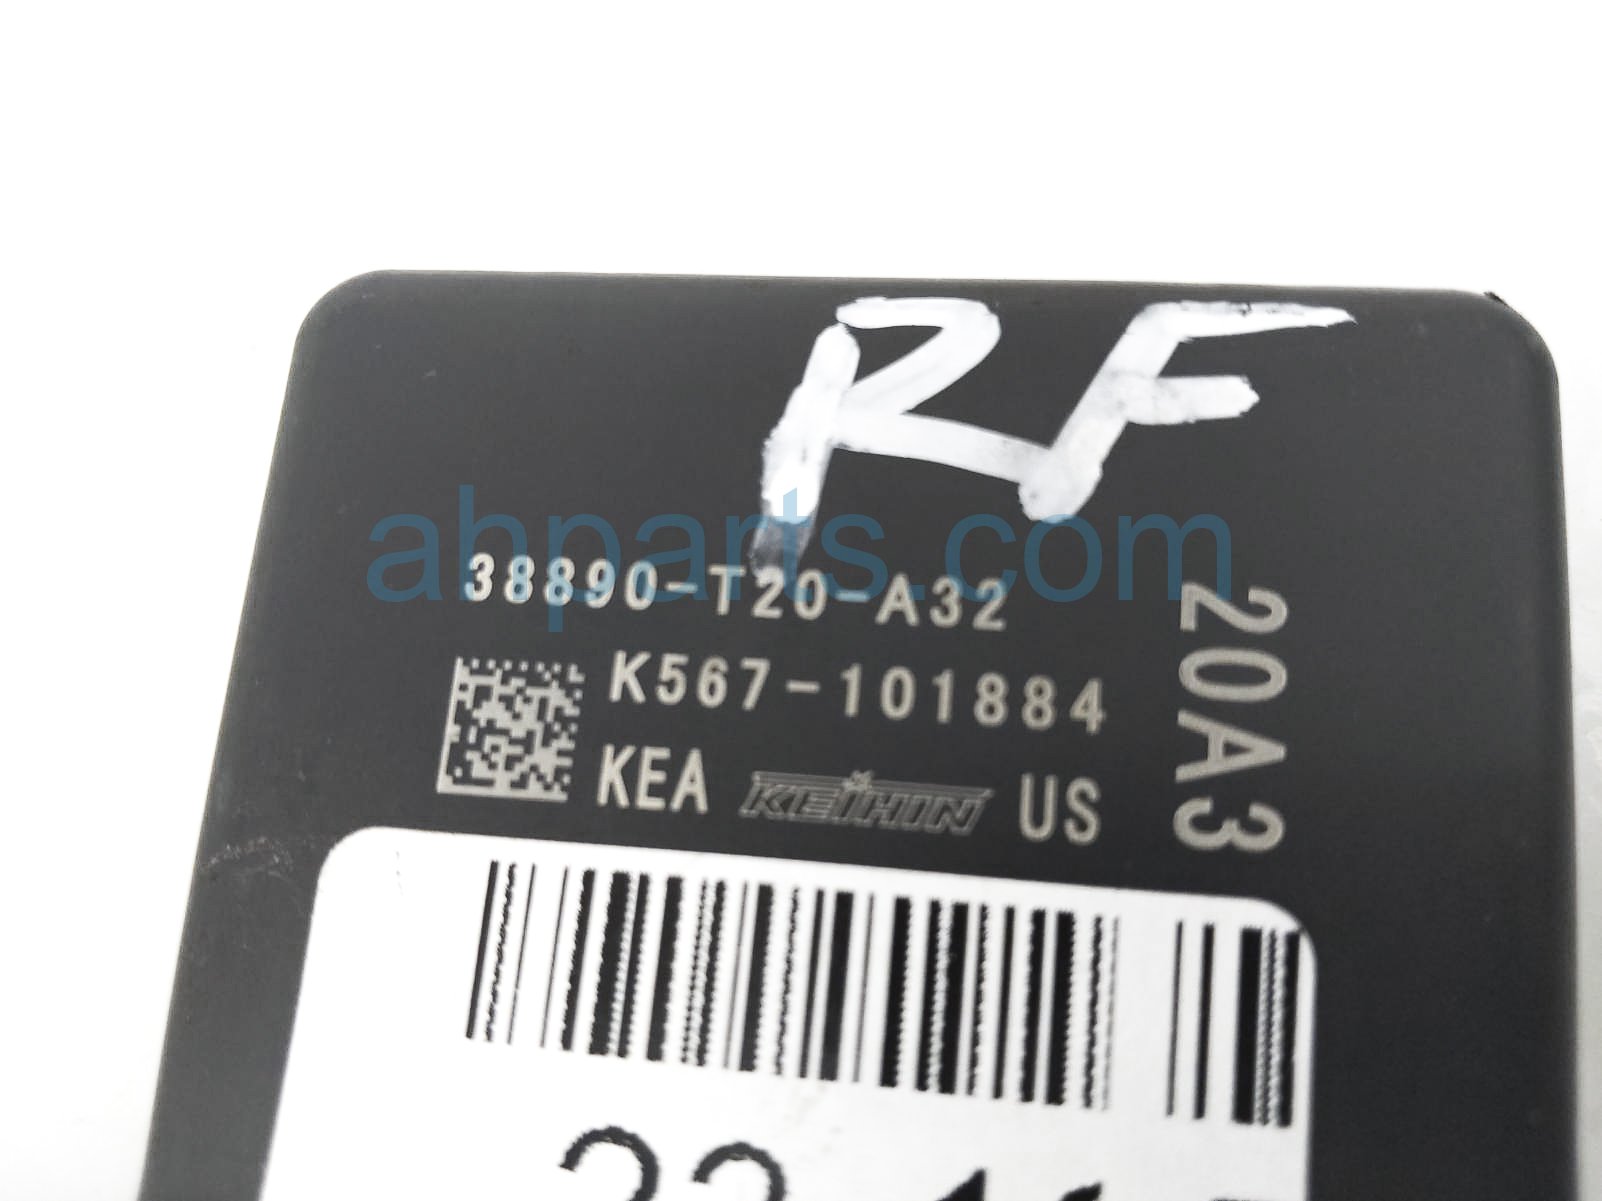 RF
ahparts.com
38890-T20-A32
K567-101884
KEA KEIHIN US
20A3